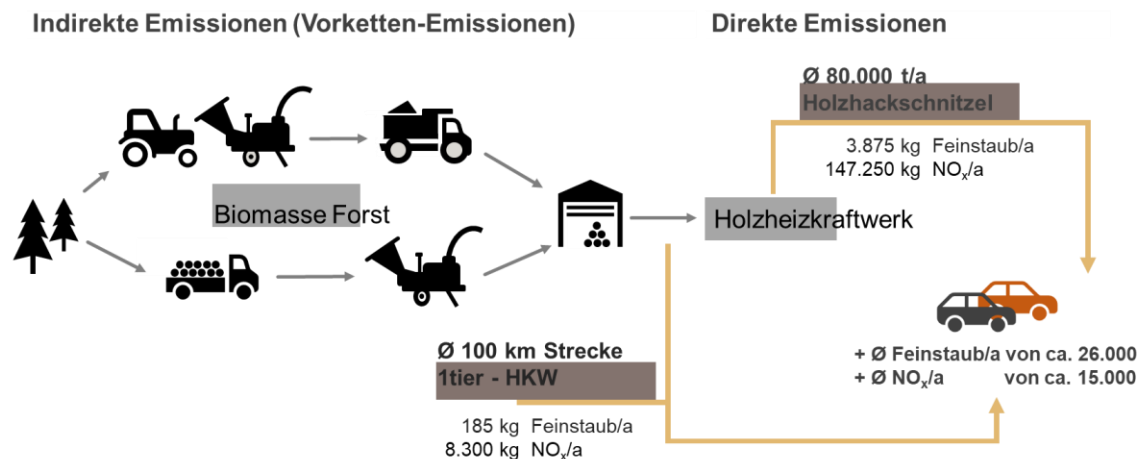 Indirekte Emissionen (Vorketten-Emissionen)
Direkte Emissionen
Ø 80.000 t/a
Holzhackschnitzel
3.875 kg Feinstaub/a
147.250 kg NOₓ/a
Biomasse Forst
Holzheizkraftwerk
Ø 100 km Strecke
1tier - HKW
185 kg Feinstaub/a
8.300 kg NOₓ/a
+ Ø Feinstaub/a von ca. 26.000
+ Ø NOₓ/a von ca. 15.000